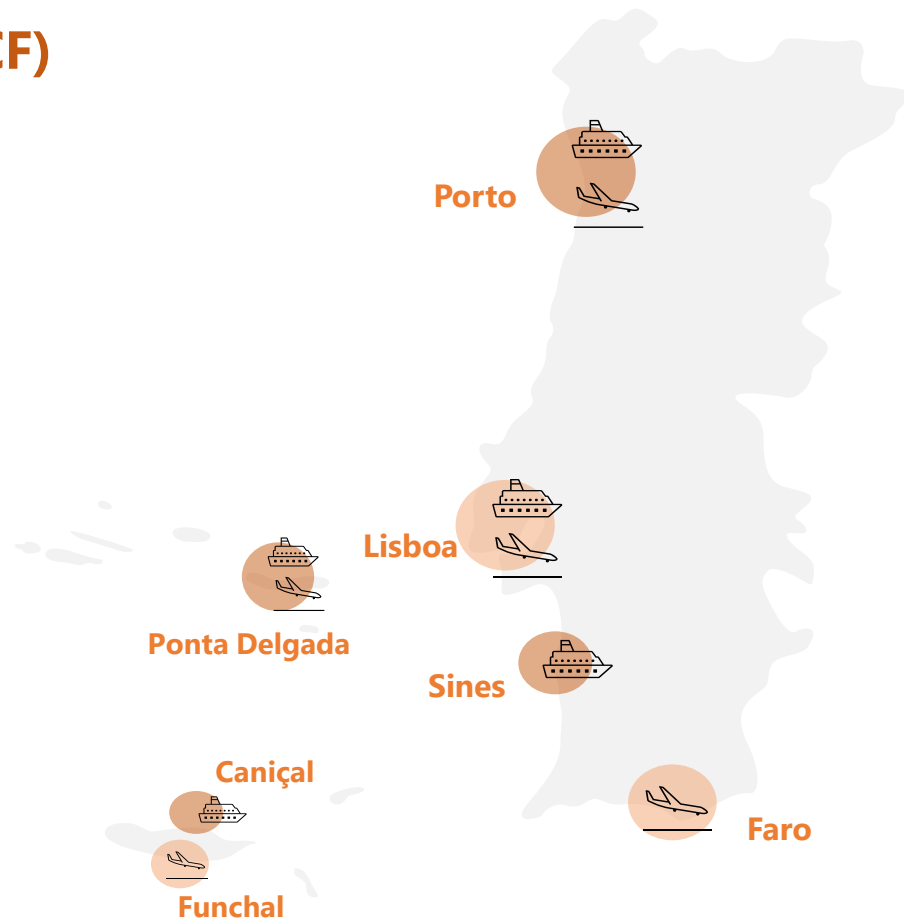 CF)
Porto
Lisboa
Ponta Delgada
Sines
Caniçal
Faro
Funchal